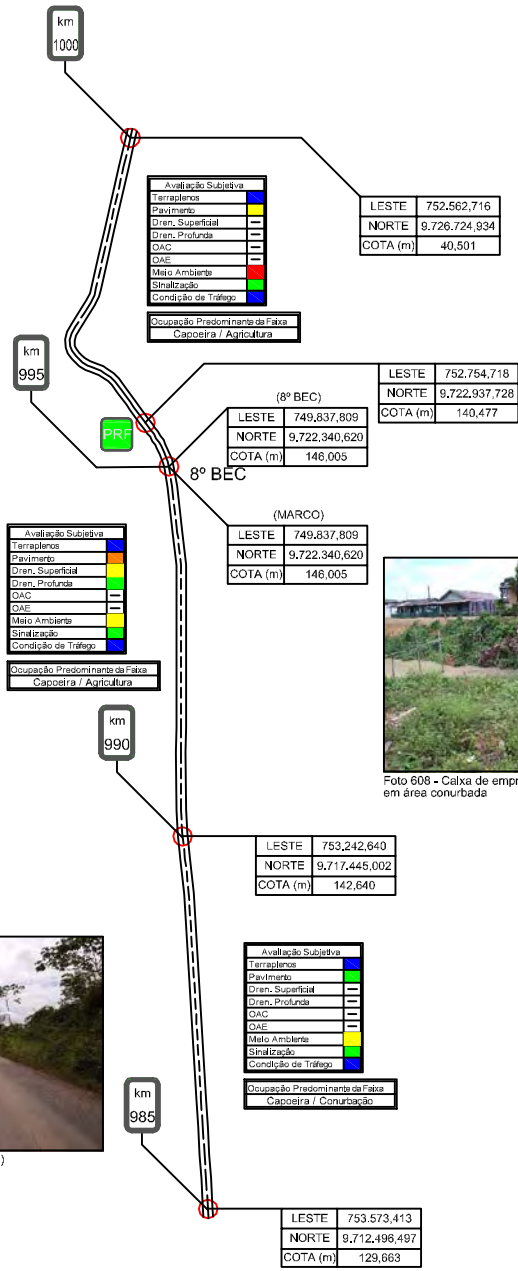 km
1000
LESTE 752.562,716
NORTE 9.726.724,934
COTA (m) 40,501
Avaliação Subjetiva
Terraplenos
Pavimento
Dren. Superficial —
Dren. Profunda —
OAC —
OAE —
Meio Ambiente
Sinalização
Condição de Tráfego
Ocupação Predominante da Faixa
Capoeira / Agricultura
km
995
LESTE 752.754,718
NORTE 9.722.937,728
COTA (m) 140,477
PRF
(8º BEC)
LESTE 749.837,809
NORTE 9.722.340,620
COTA (m) 146,005
8º BEC
(MARCO)
LESTE 749.837,809
NORTE 9.722.340,620
COTA (m) 146,005
Avaliação Subjetiva
Terraplenos
Pavimento
Dren. Superficial
Dren. Profunda
OAC —
OAE —
Meio Ambiente
Sinalização
Condição de Tráfego
Ocupação Predominante da Faixa
Capoeira / Agricultura
Foto 608 - Caixa de empr
em área conurbada
km
990
LESTE 753.242,640
NORTE 9.717.445,002
COTA (m) 142,640
Avaliação Subjetiva
Terraplenos
Pavimento
Dren. Superficial —
Dren. Profunda —
OAC —
OAE —
Meio Ambiente
Sinalização
Condição de Tráfego
Ocupação Predominante da Faixa
Capoeira / Conurbação
)
km
985
LESTE 753.573,413
NORTE 9.712.496,497
COTA (m) 129,663